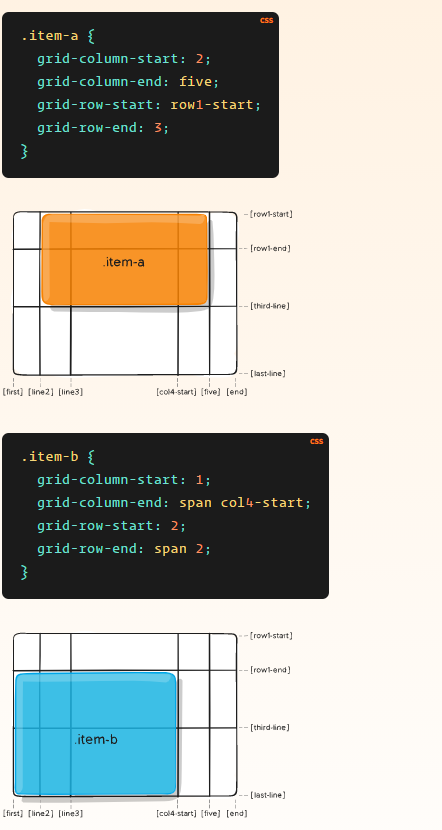 css
.item-a {
  grid-column-start: 2;
  grid-column-end: five;
  grid-row-start: row1-start;
  grid-row-end: 3;
}
[row1-start]
[row1-end]
.item-a
[third-line]
[last-line]
[first] [line2] [line3] [col4-start] [five] [end]
css
.item-b {
  grid-column-start: 1;
  grid-column-end: span col4-start;
  grid-row-start: 2;
  grid-row-end: span 2;
}
[row1-start]
[row1-end]
[third-line]
.item-b
[last-line]
[first] [line2] [line3] [col4-start] [five] [end]